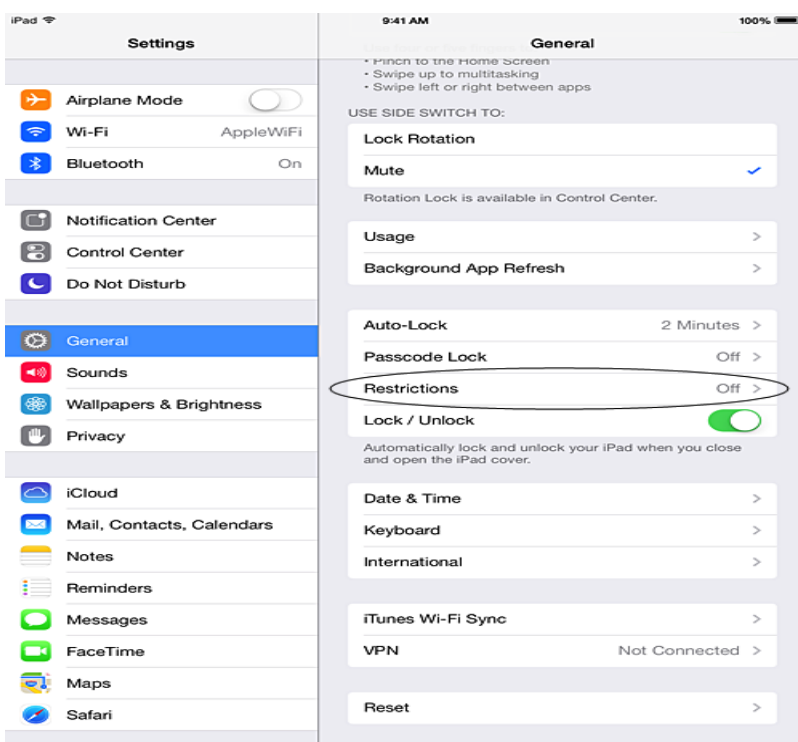 iPad
9:41 AM
100%
Settings
General
Airplane Mode
Wi-Fi AppleWiFi
Bluetooth On
Notification Center
Control Center
Do Not Disturb
General
Sounds
Wallpapers & Brightness
Privacy
iCloud
Mail, Contacts, Calendars
Notes
Reminders
Messages
FaceTime
Maps
Safari
• Pinch to the Home Screen
• Swipe up to multitasking
• Swipe left or right between apps
USE SIDE SWITCH TO:
Lock Rotation
Mute
Rotation Lock is available in Control Center.
Usage
Background App Refresh
Auto-Lock 2 Minutes
Passcode Lock Off
Restrictions Off
Lock / Unlock
Automatically lock and unlock your iPad when you close
and open the iPad cover.
Date & Time
Keyboard
International
iTunes Wi-Fi Sync
VPN Not Connected
Reset